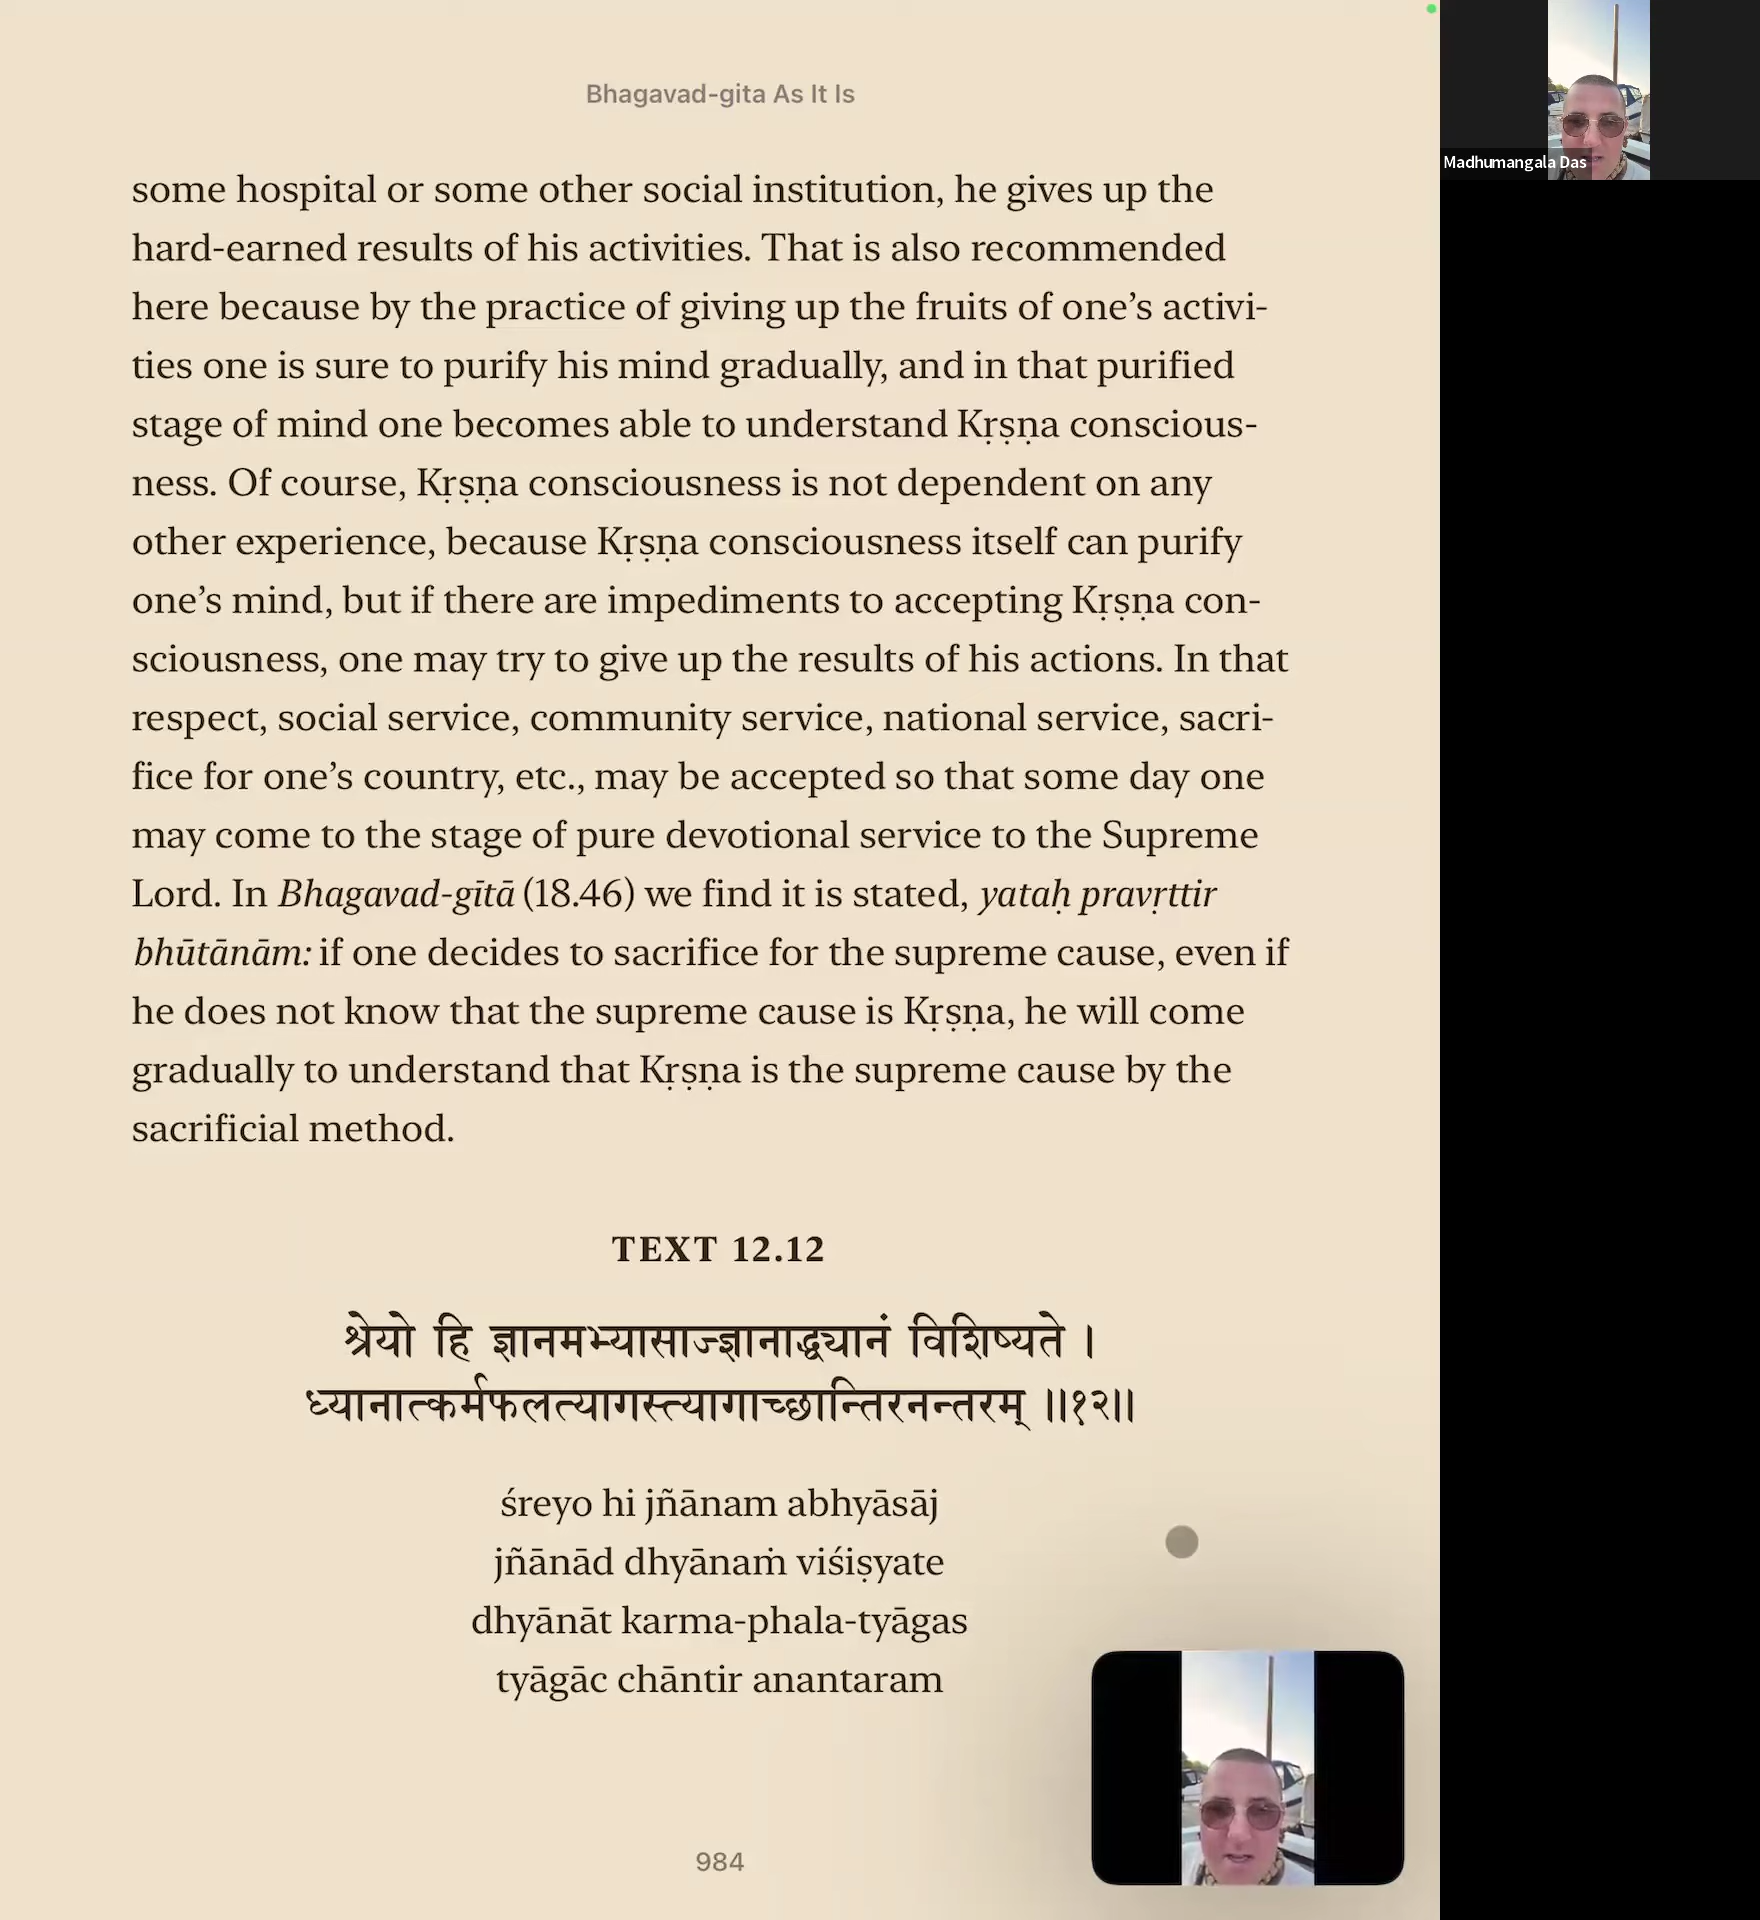 Bhagavad-gita As It Is
some hospital or some other social institution, he gives up the
hard-earned results of his activities. That is also recommended
here because by the practice of giving up the fruits of one’s activi-
ties one is sure to purify his mind gradually, and in that purified
stage of mind one becomes able to understand Kṛṣṇa conscious-
ness. Of course, Kṛṣṇa consciousness is not dependent on any
other experience, because Kṛṣṇa consciousness itself can purify
one’s mind, but if there are impediments to accepting Kṛṣṇa con-
sciousness, one may try to give up the results of his actions. In that
respect, social service, community service, national service, sacri-
fice for one’s country, etc., may be accepted so that some day one
may come to the stage of pure devotional service to the Supreme
Lord. In Bhagavad-gītā (18.46) we find it is stated, yataḥ pravṛttir
bhūtānām: if one decides to sacrifice for the supreme cause, even if
he does not know that the supreme cause is Kṛṣṇa, he will come
gradually to understand that Kṛṣṇa is the supreme cause by the
sacrificial method.
TEXT 12.12
श्रेयो हि ज्ञानमभ्यासाज्ज्ञानाद्ध्यानं विशिष्यते ।
ध्यानात्कर्मफलत्यागस्त्यागाच्छान्तिरनन्तरम् ॥१२॥
śreyo hi jñānam abhyāsāj
jñānād dhyānaṁ viśiṣyate
dhyānāt karma-phala-tyāgas
tyāgāc chāntir anantaram
984
Madhumangala Das